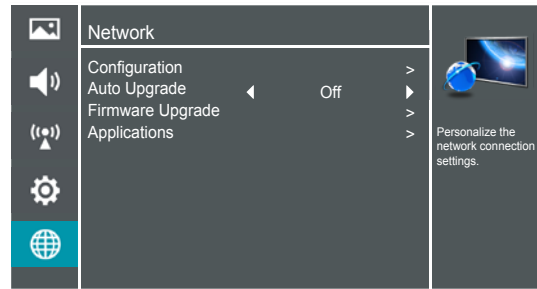 Network
Configuration >
Auto Upgrade Off
Firmware Upgrade >
Applications >
Personalize the
network connection
settings.